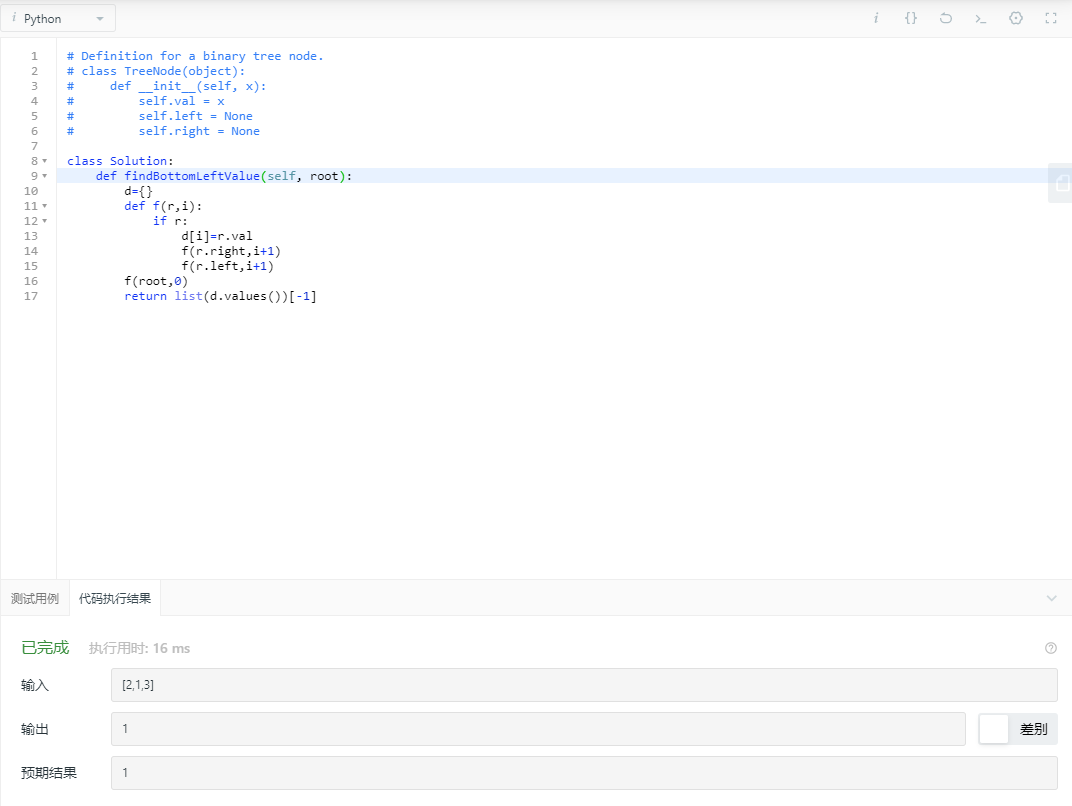 i Python
i {} >_
1 # Definition for a binary tree node.
2 # class TreeNode(object):
3 #     def __init__(self, x):
4 #         self.val = x
5 #         self.left = None
6 #         self.right = None
7
8 class Solution:
9     def findBottomLeftValue(self, root):
10         d={}
11         def f(r,i):
12             if r:
13                 d[i]=r.val
14                 f(r.right,i+1)
15                 f(r.left,i+1)
16         f(root,0)
17         return list(d.values())[-1]
测试用例 代码执行结果
已完成 执行用时: 16 ms
输入 [2,1,3]
输出 1 差别
预期结果 1